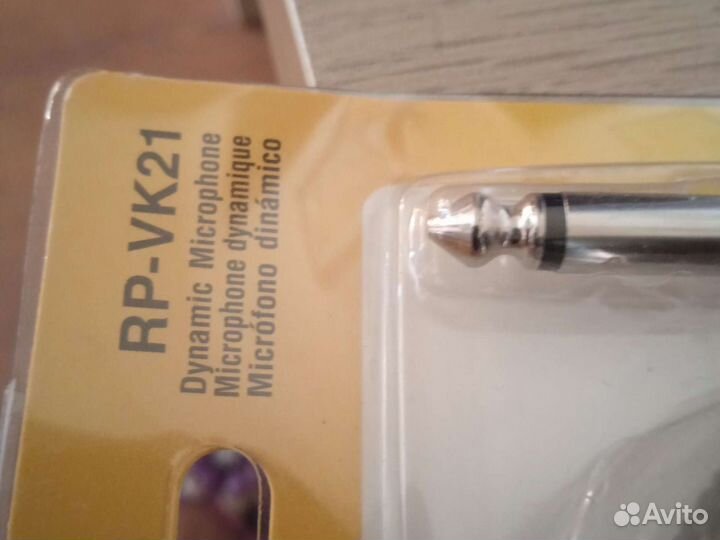 RP-VK21
Dynamic Microphone
Microphone dynamique
Micrófono dinámico
Avito